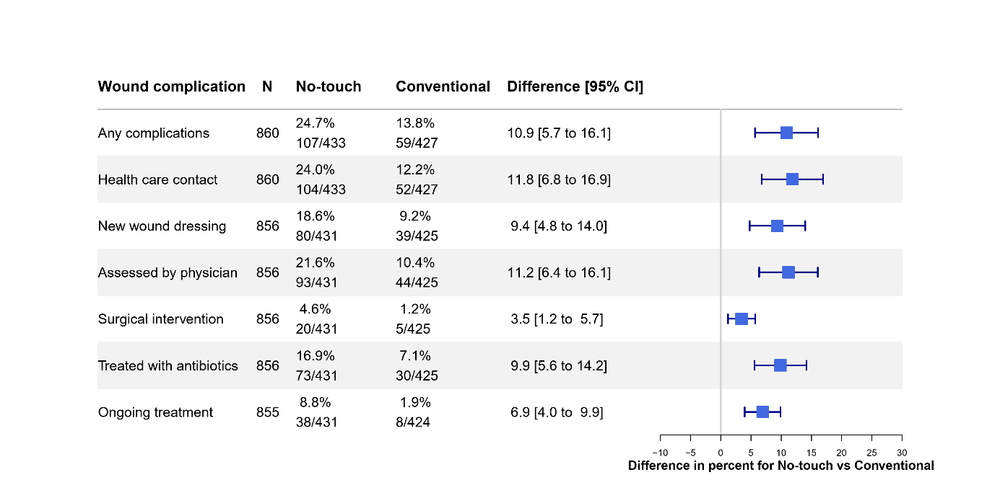 Wound complication N No-touch Conventional Difference [95% CI]
24.7% 13.8%
Any complications 860 10.9 [5.7 to 16.1]
107/433 59/427
24.0% 12.2%
Health care contact 860 11.8 [6.8 to 16.9]
104/433 52/427
18.6% 9.2%
New wound dressing 856 9.4 [4.8 to 14.0]
80/431 39/425
21.6% 10.4%
Assessed by physician 856 11.2 [6.4 to 16.1]
93/431 44/425
4.6% 1.2%
Surgical intervention 856 3.5 [1.2 to 5.7]
20/431 5/425
16.9% 7.1%
Treated with antibiotics 856 9.9 [5.6 to 14.2]
73/431 30/425
8.8% 1.9%
Ongoing treatment 855 6.9 [4.0 to 9.9]
38/431 8/424
−10 −5 0 5 10 15 20 25 30
Difference in percent for No-touch vs Conventional